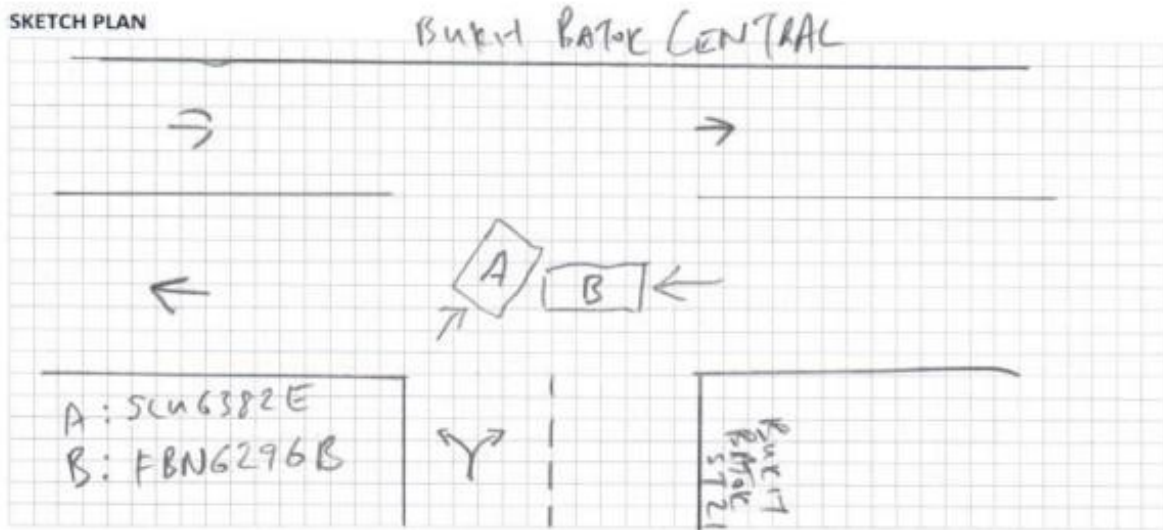 SKETCH PLAN
BUKIT BATOK CENTRAL
A
B
A: SCU6382E
B: FBN6296B
BUKIT
BATOK
ST 21